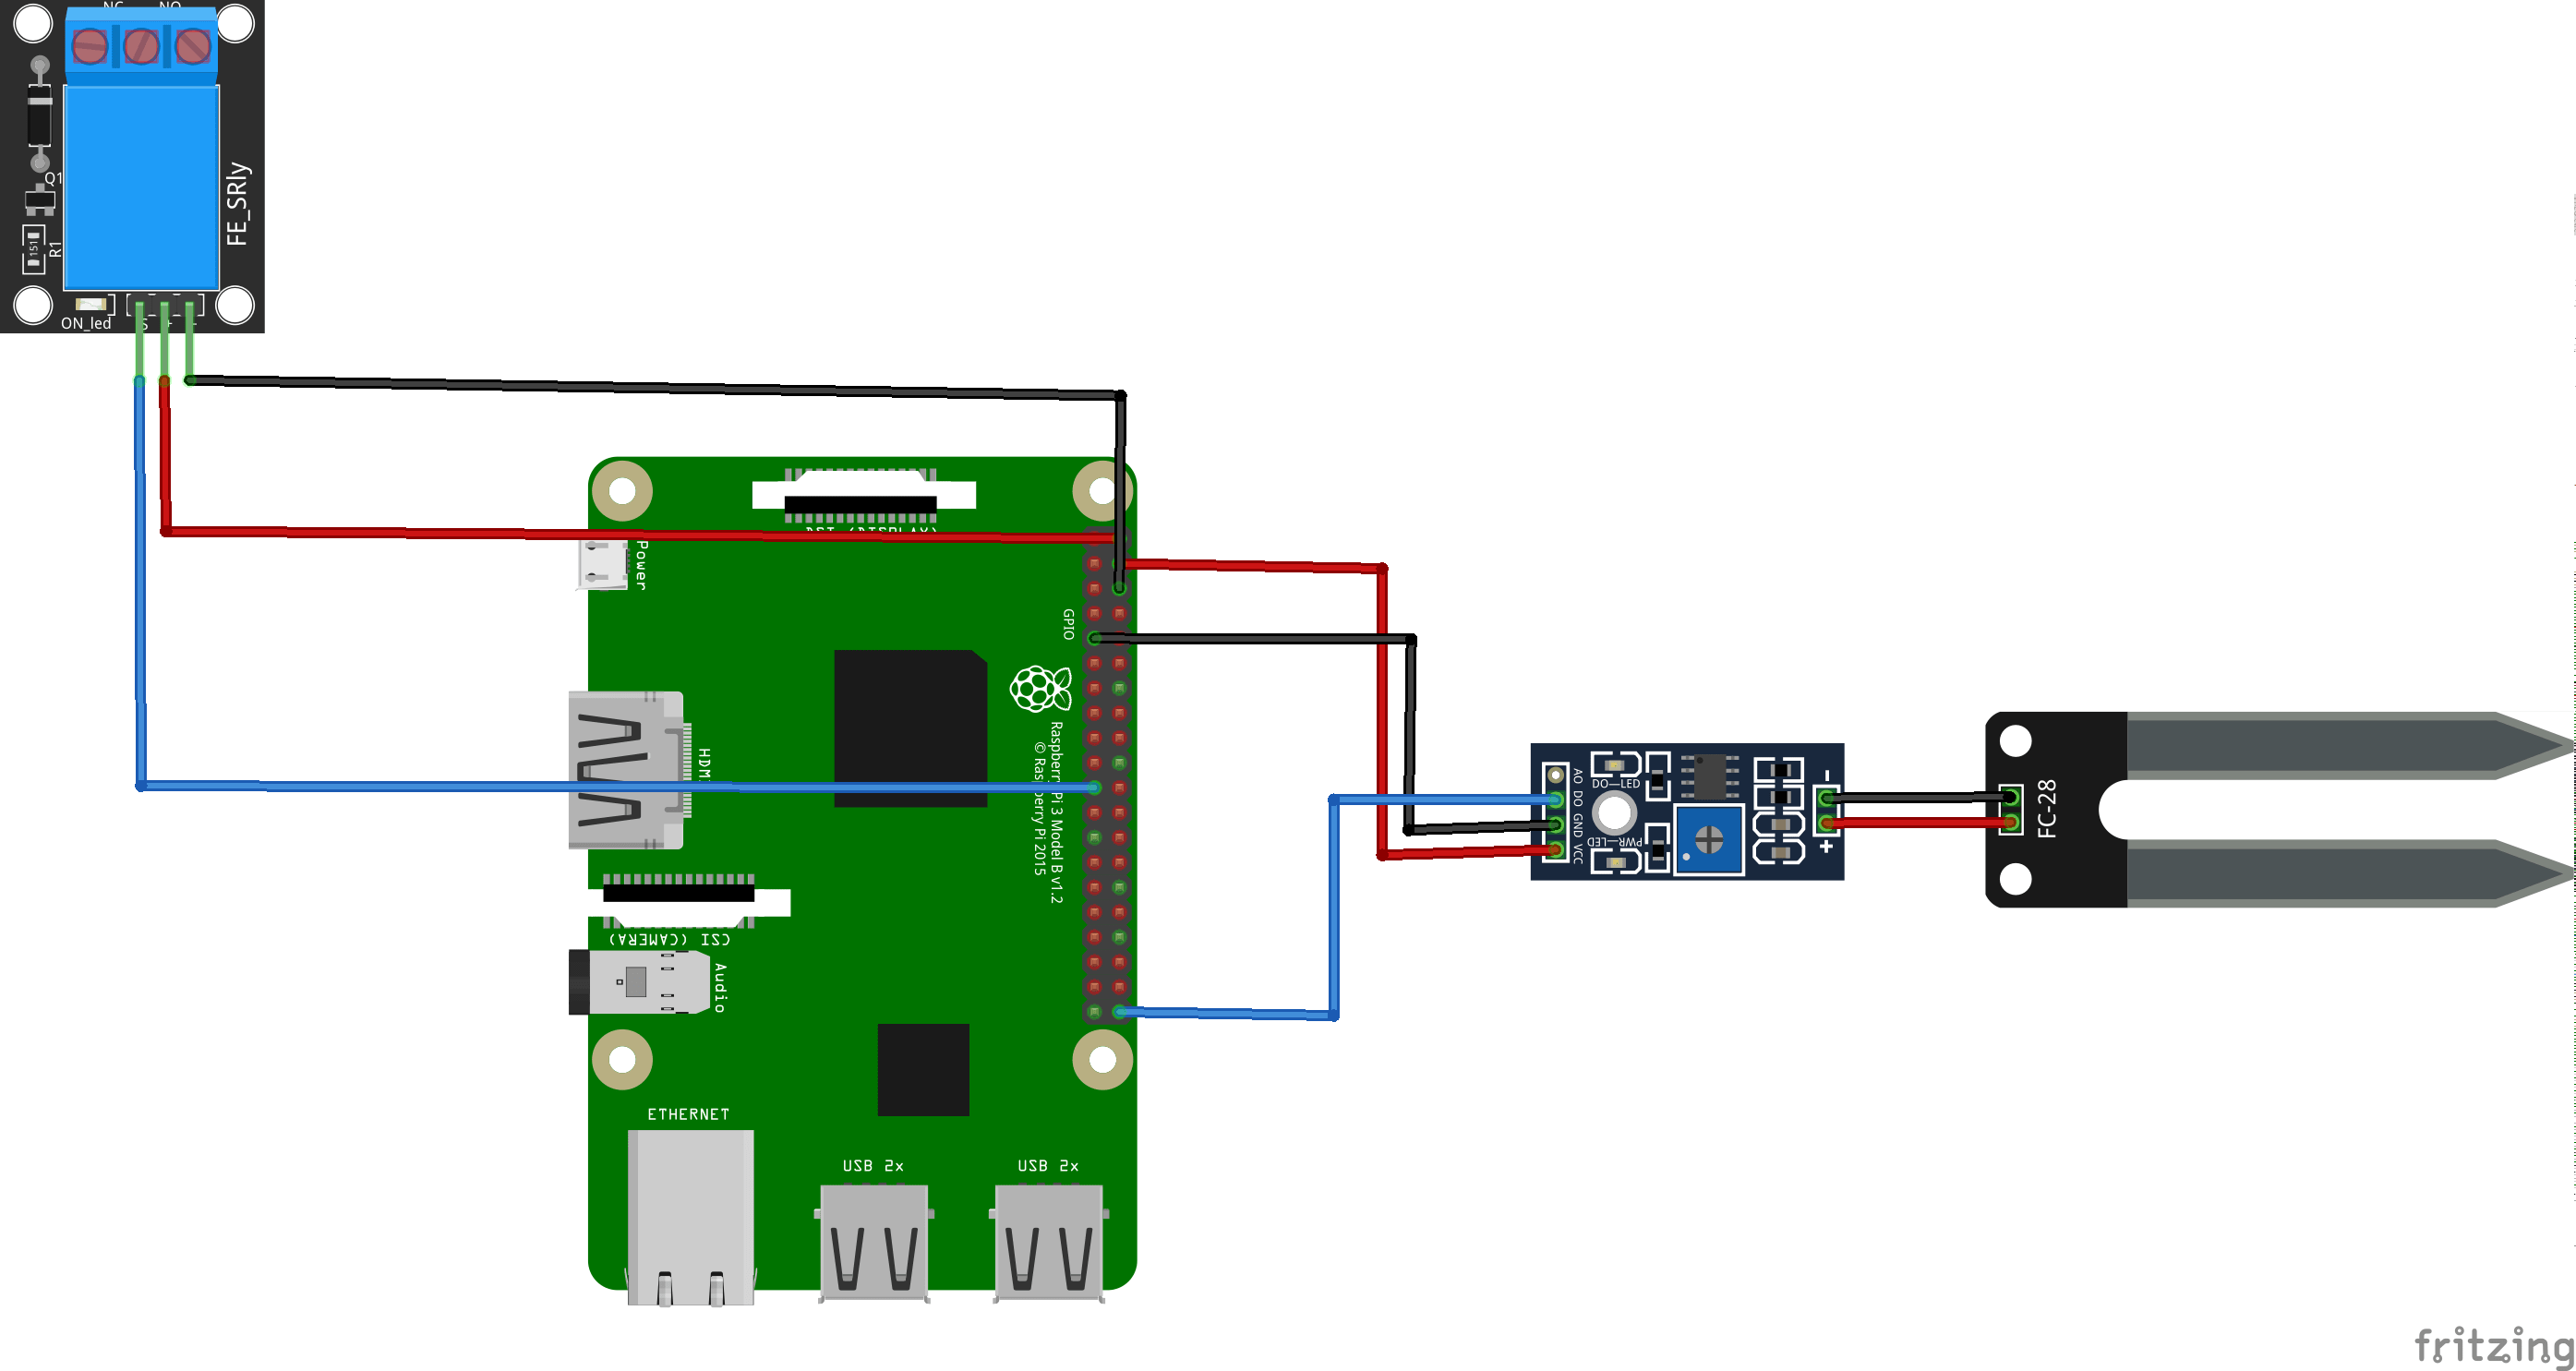 NC NO
Q1
R1
151
FE_SRly
ON_led
S + -
DSI (DISPLAY)
Power
GPIO
HDMI
Raspberry Pi 3 Model B v1.2
© Raspberry Pi 2015
CSI (CAMERA)
Audio
ETHERNET
USB 2x
USB 2x
AO DO GND VCC
DO-LED
PWR-LED
-
+
FC-28
fritzing